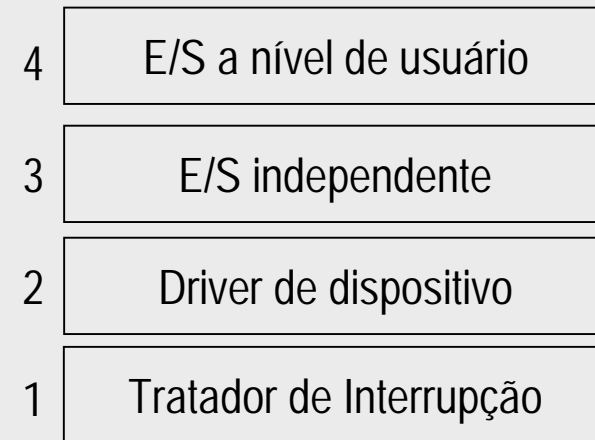 4 E/S a nível de usuário
3 E/S independente
2 Driver de dispositivo
1 Tratador de Interrupção